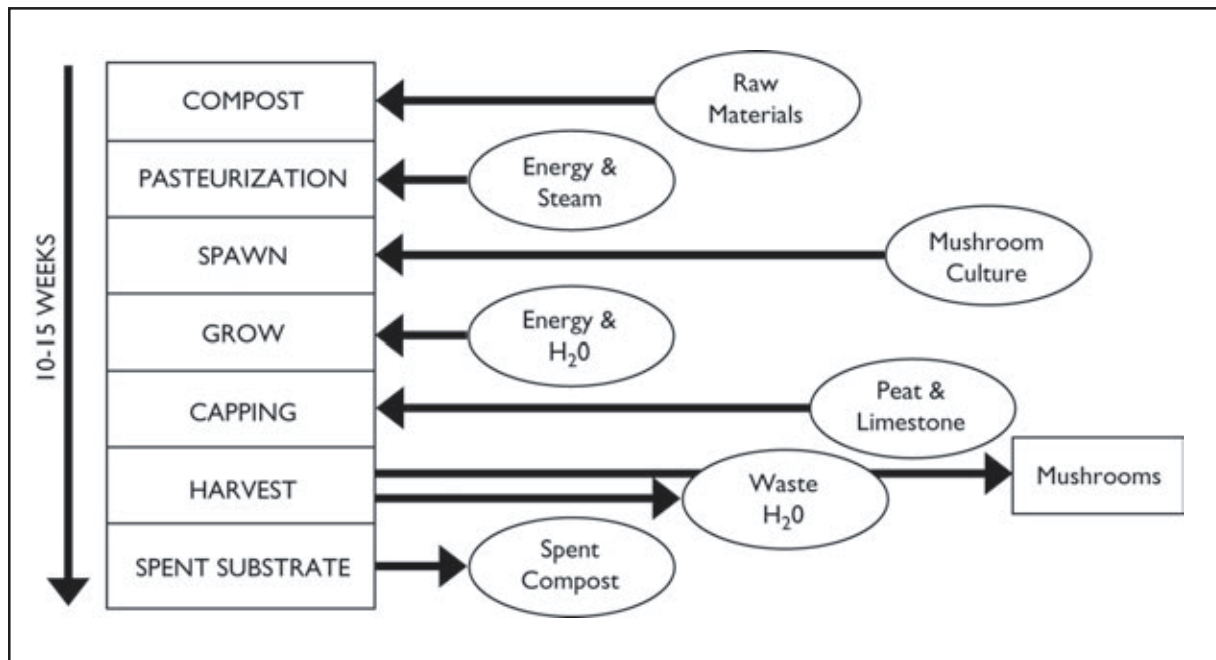 COMPOST
Raw
Materials
PASTEURIZATION
Energy &
Steam
SPAWN
Mushroom
Culture
10-15 WEEKS
GROW
Energy &
H₂0
CAPPING
Peat &
Limestone
HARVEST
Waste
H₂0
Mushrooms
SPENT SUBSTRATE
Spent
Compost